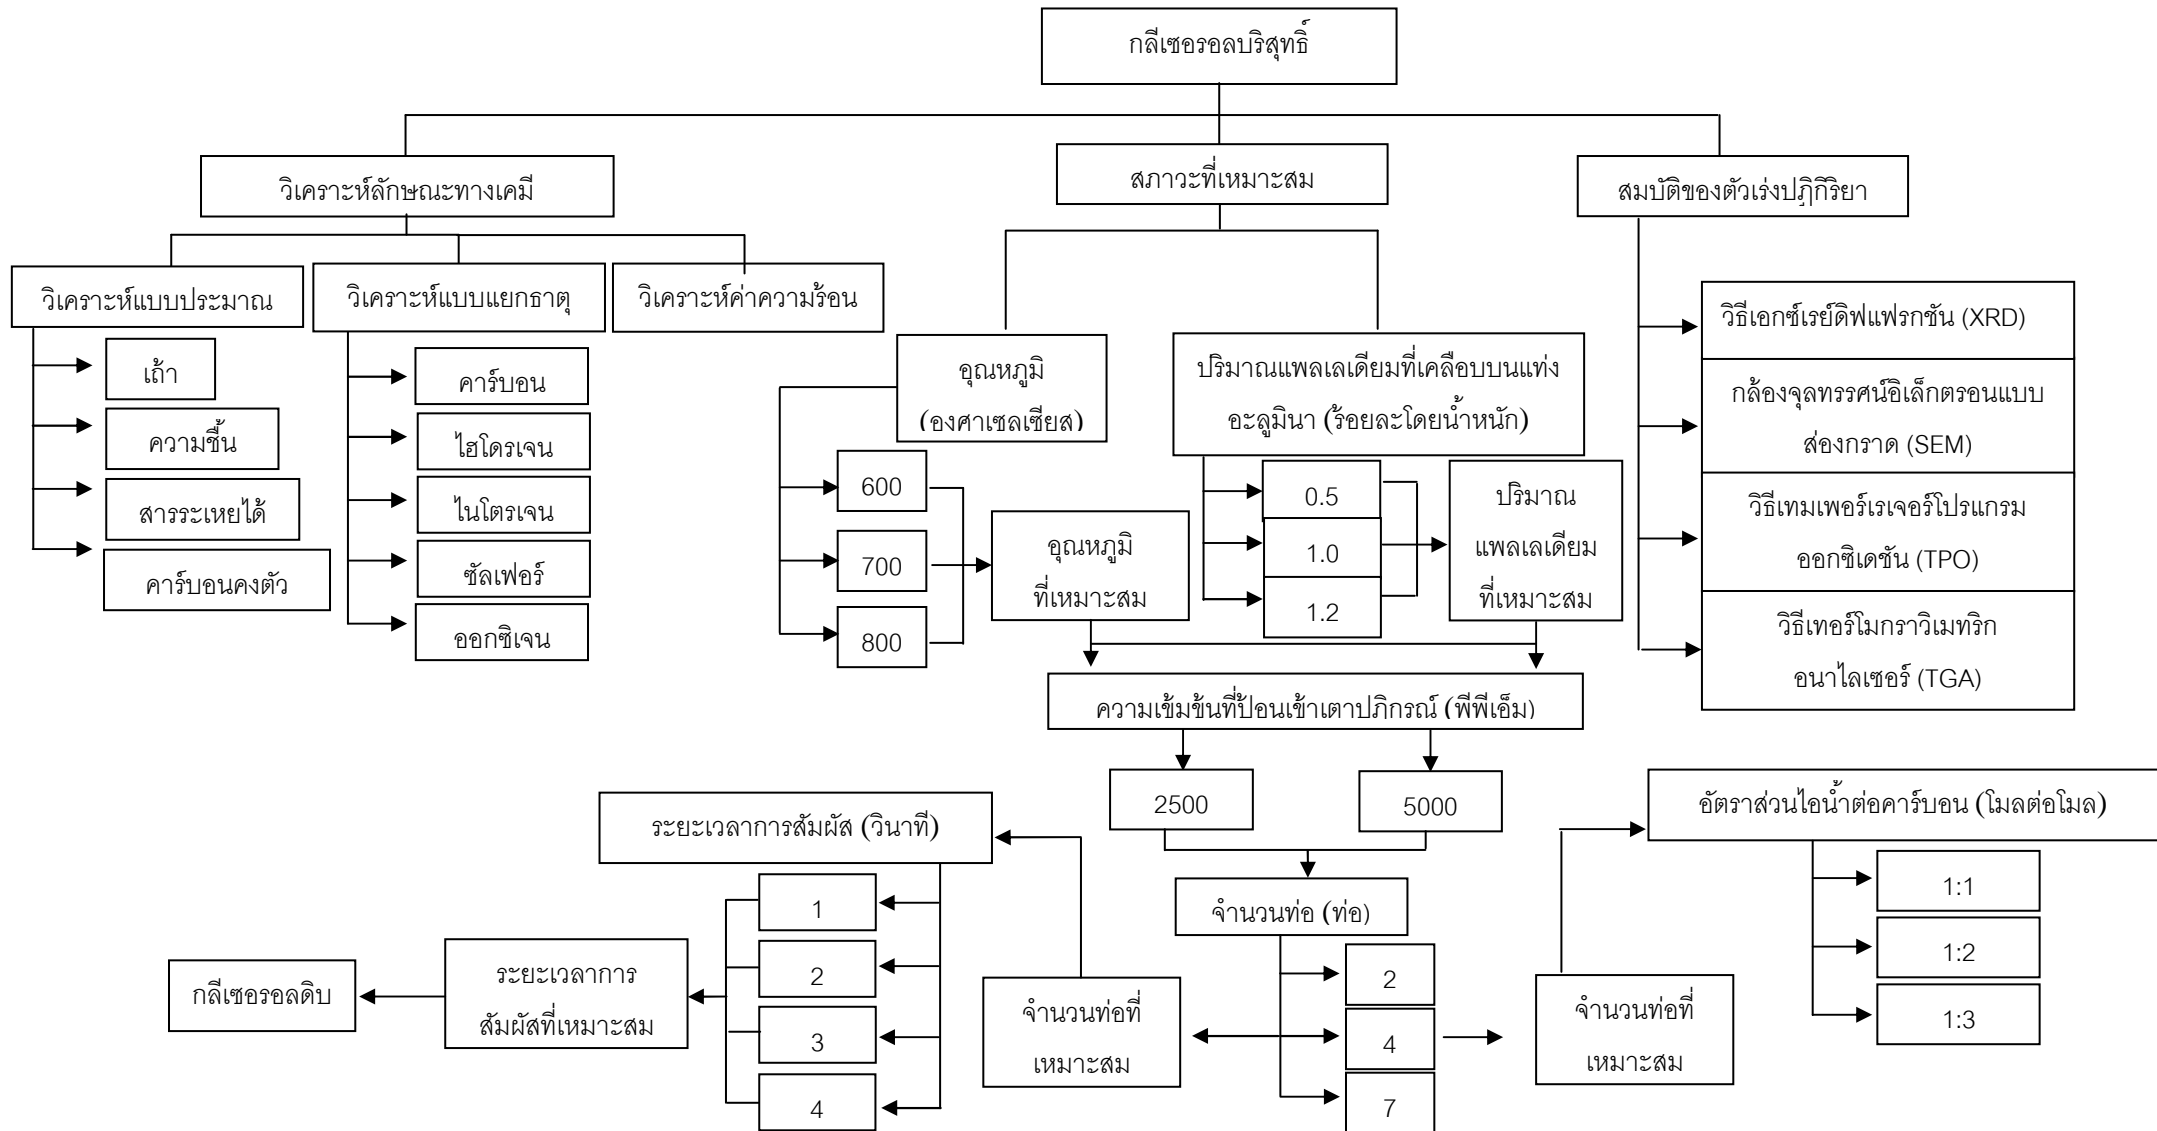 กลีเซอรอลบริสุทธิ์
วิเคราะห์ลักษณะทางเคมี
สภาวะที่เหมาะสม
สมบัติของตัวเร่งปฏิกิริยา
วิเคราะห์แบบประมาณ
วิเคราะห์แบบแยกธาตุ
วิเคราะห์ค่าความร้อน
เถ้า
ความชื้น
สารระเหยได้
คาร์บอนคงตัว
คาร์บอน
ไฮโดรเจน
ไนโตรเจน
ซัลเฟอร์
ออกซิเจน
อุณหภูมิ
(องศาเซลเซียส)
600
700
800
อุณหภูมิ
ที่เหมาะสม
ปริมาณแพลเลเดียมที่เคลือบบนแท่ง
อะลูมินา (ร้อยละโดยน้ำหนัก)
0.5
1.0
1.2
ปริมาณ
แพลเลเดียม
ที่เหมาะสม
วิธีเอกซ์เรย์ดิฟแฟรกชัน (XRD)
กล้องจุลทรรศน์อิเล็กตรอนแบบ
ส่องกราด (SEM)
วิธีเทมเพอร์เรเจอร์โปรแกรม
ออกซิเดชัน (TPO)
วิธีเทอร์โมกราวิเมทริก
อนาไลเซอร์ (TGA)
ความเข้มข้นที่ป้อนเข้าเตาปฏิกรณ์ (พีพีเอ็ม)
2500
5000
จำนวนท่อ (ท่อ)
2
4
7
จำนวนท่อที่
เหมาะสม
ระยะเวลาการสัมผัส (วินาที)
1
2
3
4
ระยะเวลาการ
สัมผัสที่เหมาะสม
กลีเซอรอลดิบ
จำนวนท่อที่
เหมาะสม
อัตราส่วนไอน้ำต่อคาร์บอน (โมลต่อโมล)
1:1
1:2
1:3